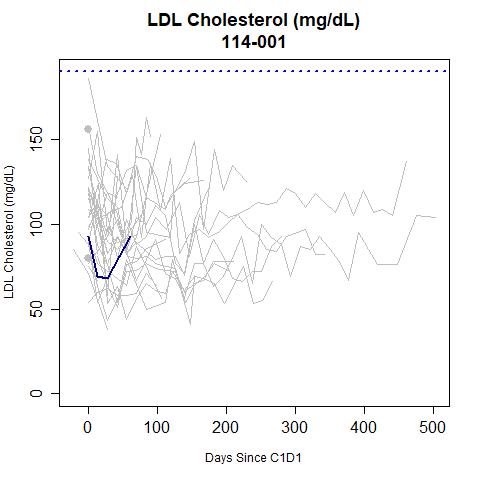 LDL Cholesterol (mg/dL)
114-001
LDL Cholesterol (mg/dL)
150
100
50
0
0 100 200 300 400 500
Days Since C1D1